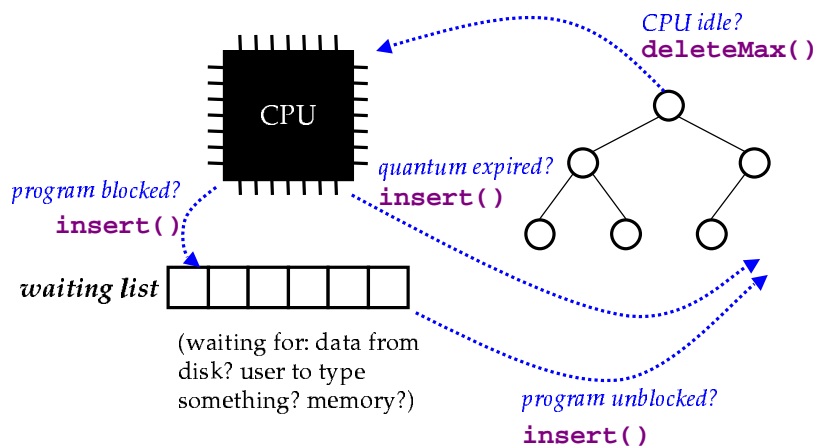 CPU idle?
deleteMax()
CPU
quantum expired?
insert()
program blocked?
insert()
waiting list
(waiting for: data from
disk? user to type
something? memory?)
program unblocked?
insert()